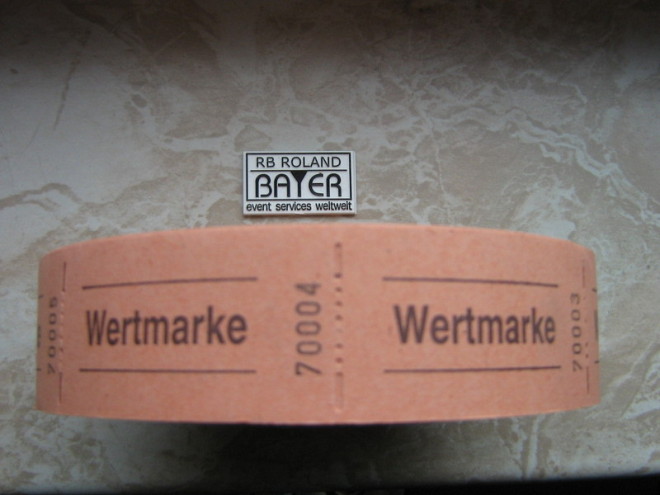 RB ROLAND
BAYER
event services weltweit
70005
Wertmarke
70004
Wertmarke
70003